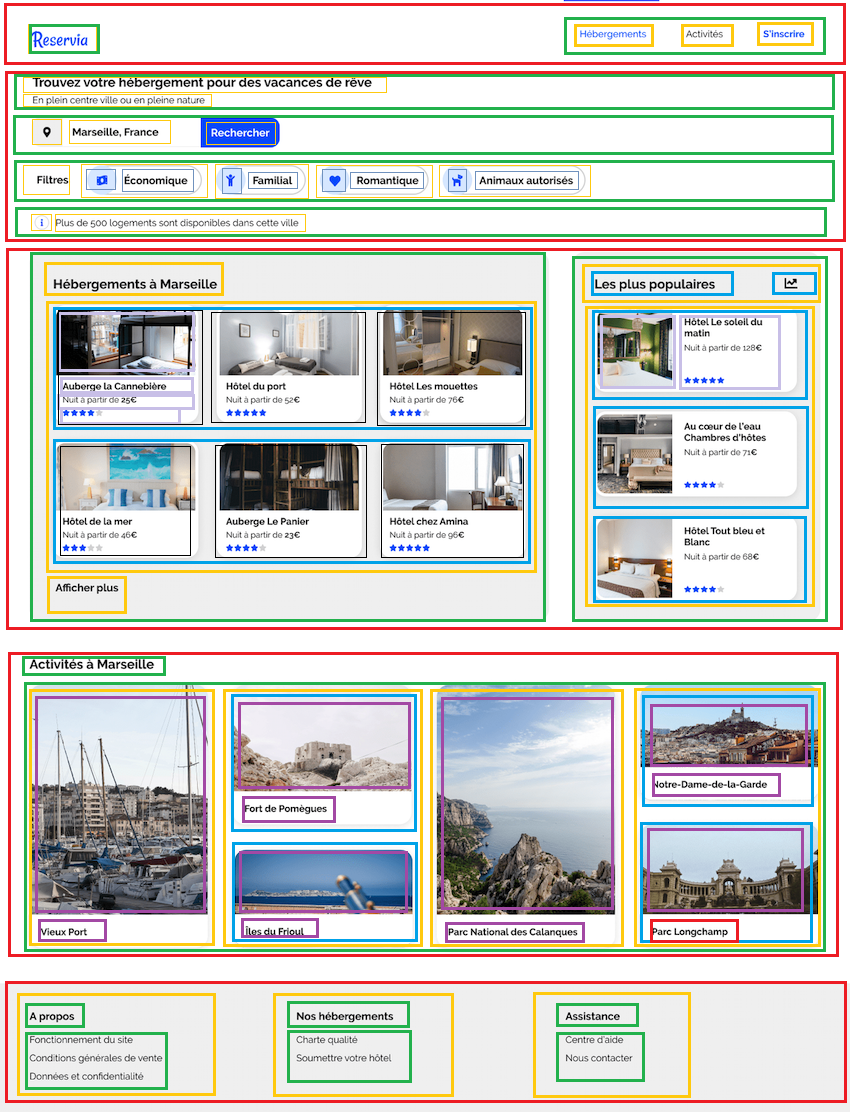 Reservia
Hébergements Activités S'inscrire
Trouvez votre hébergement pour des vacances de rêve
En plein centre ville ou en pleine nature
Marseille, France Rechercher
Filtres Économique Familial Romantique Animaux autorisés
Plus de 500 logements sont disponibles dans cette ville
Hébergements à Marseille
Auberge la Cannebière
Nuit à partir de 25€
Hôtel du port
Nuit à partir de 52€
Hôtel Les mouettes
Nuit à partir de 76€
Hôtel de la mer
Nuit à partir de 46€
Auberge Le Panier
Nuit à partir de 23€
Hôtel chez Amina
Nuit à partir de 96€
Afficher plus
Les plus populaires
Hôtel Le soleil du
matin
Nuit à partir de 128€
Au cœur de l'eau
Chambres d'hôtes
Nuit à partir de 71€
Hôtel Tout bleu et
Blanc
Nuit à partir de 68€
Activités à Marseille
Vieux Port
Fort de Pomègues
Îles du Frioul
Parc National des Calanques
Notre-Dame-de-la-Garde
Parc Longchamp
A propos
Fonctionnement du site
Conditions générales de vente
Données et confidentialité
Nos hébergements
Charte qualité
Soumettre votre hôtel
Assistance
Centre d'aide
Nous contacter